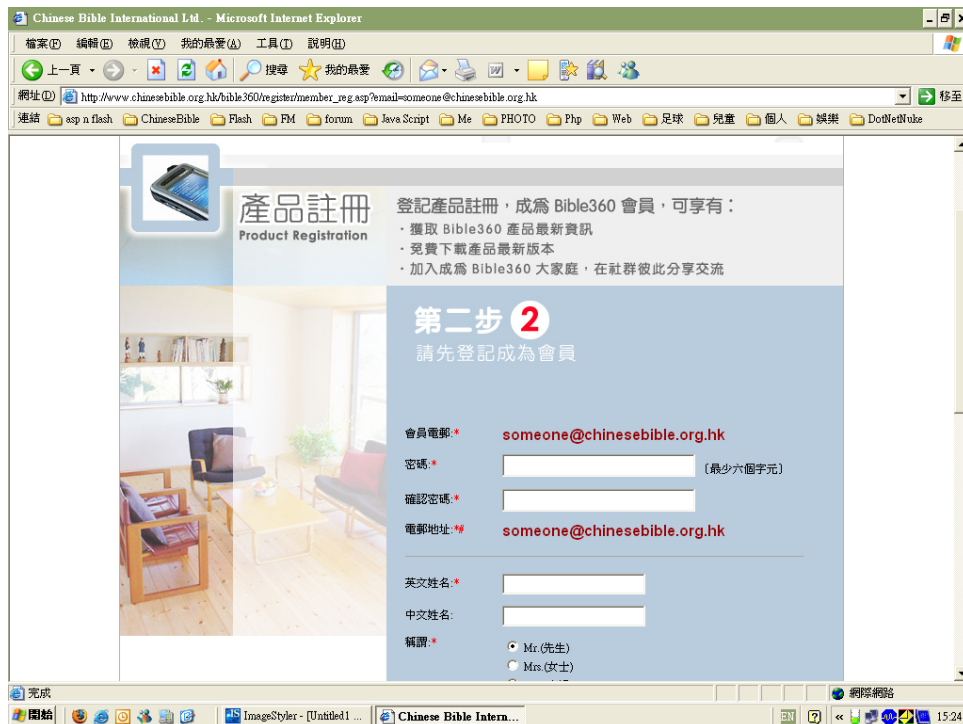 Chinese Bible International Ltd. - Microsoft Internet Explorer
檔案(F) 編輯(E) 檢視(V) 我的最愛(A) 工具(T) 說明(H)
上一頁 搜尋 我的最愛
網址(D) http://www.chinesebible.org.hk/bible360/register/member_reg.asp?email=someone@chinesebible.org.hk 移至
連結 asp n flash ChineseBible Flash FM forum Java Script Me PHOTO Php Web 足球 兒童 個人 娛樂 DotNetNuke
產品註冊
Product Registration
登記產品註冊，成為 Bible360 會員，可享有：
· 獲取 Bible360 產品最新資訊
· 免費下載產品最新版本
· 加入成為 Bible360 大家庭，在社群彼此分享交流
第二步 2
請先登記成為會員
會員電郵:* someone@chinesebible.org.hk
密碼:* 〔最少六個字元〕
確認密碼:*
電郵地址:*# someone@chinesebible.org.hk
英文姓名:*
中文姓名:
稱謂:* Mr.(先生)
Mrs.(女士)
完成 網際網路
開始 ImageStyler - [Untitled1 ... Chinese Bible Intern... EN 15:24